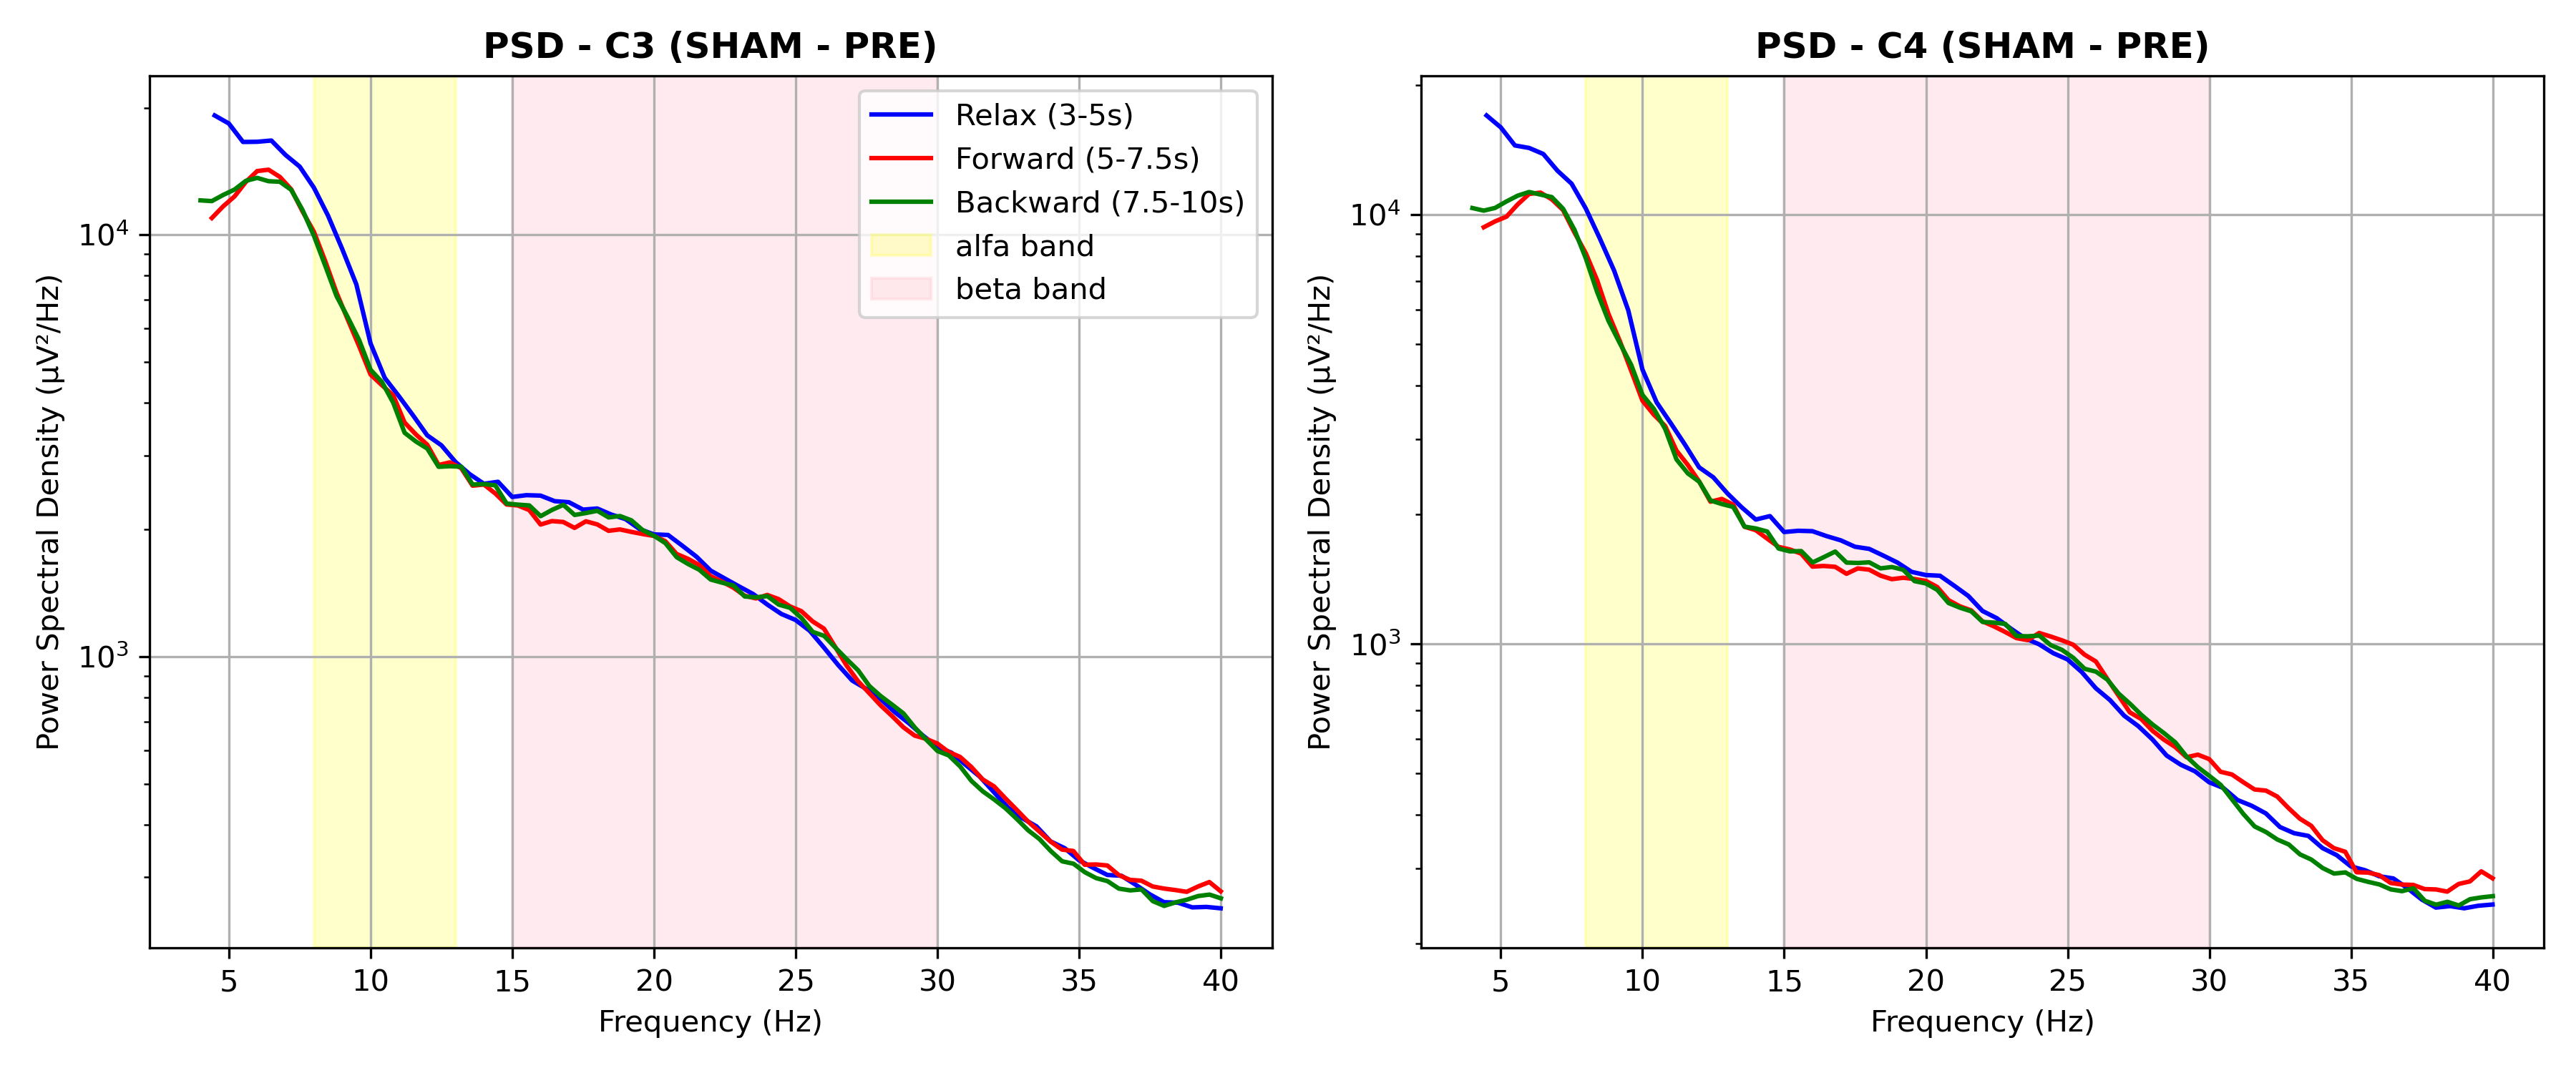 PSD - C3 (SHAM - PRE)
Power Spectral Density (µV²/Hz)
10⁴
10³
Relax (3-5s)
Forward (5-7.5s)
Backward (7.5-10s)
alfa band
beta band
5 10 15 20 25 30 35 40
Frequency (Hz)
PSD - C4 (SHAM - PRE)
Power Spectral Density (µV²/Hz)
10⁴
10³
5 10 15 20 25 30 35 40
Frequency (Hz)